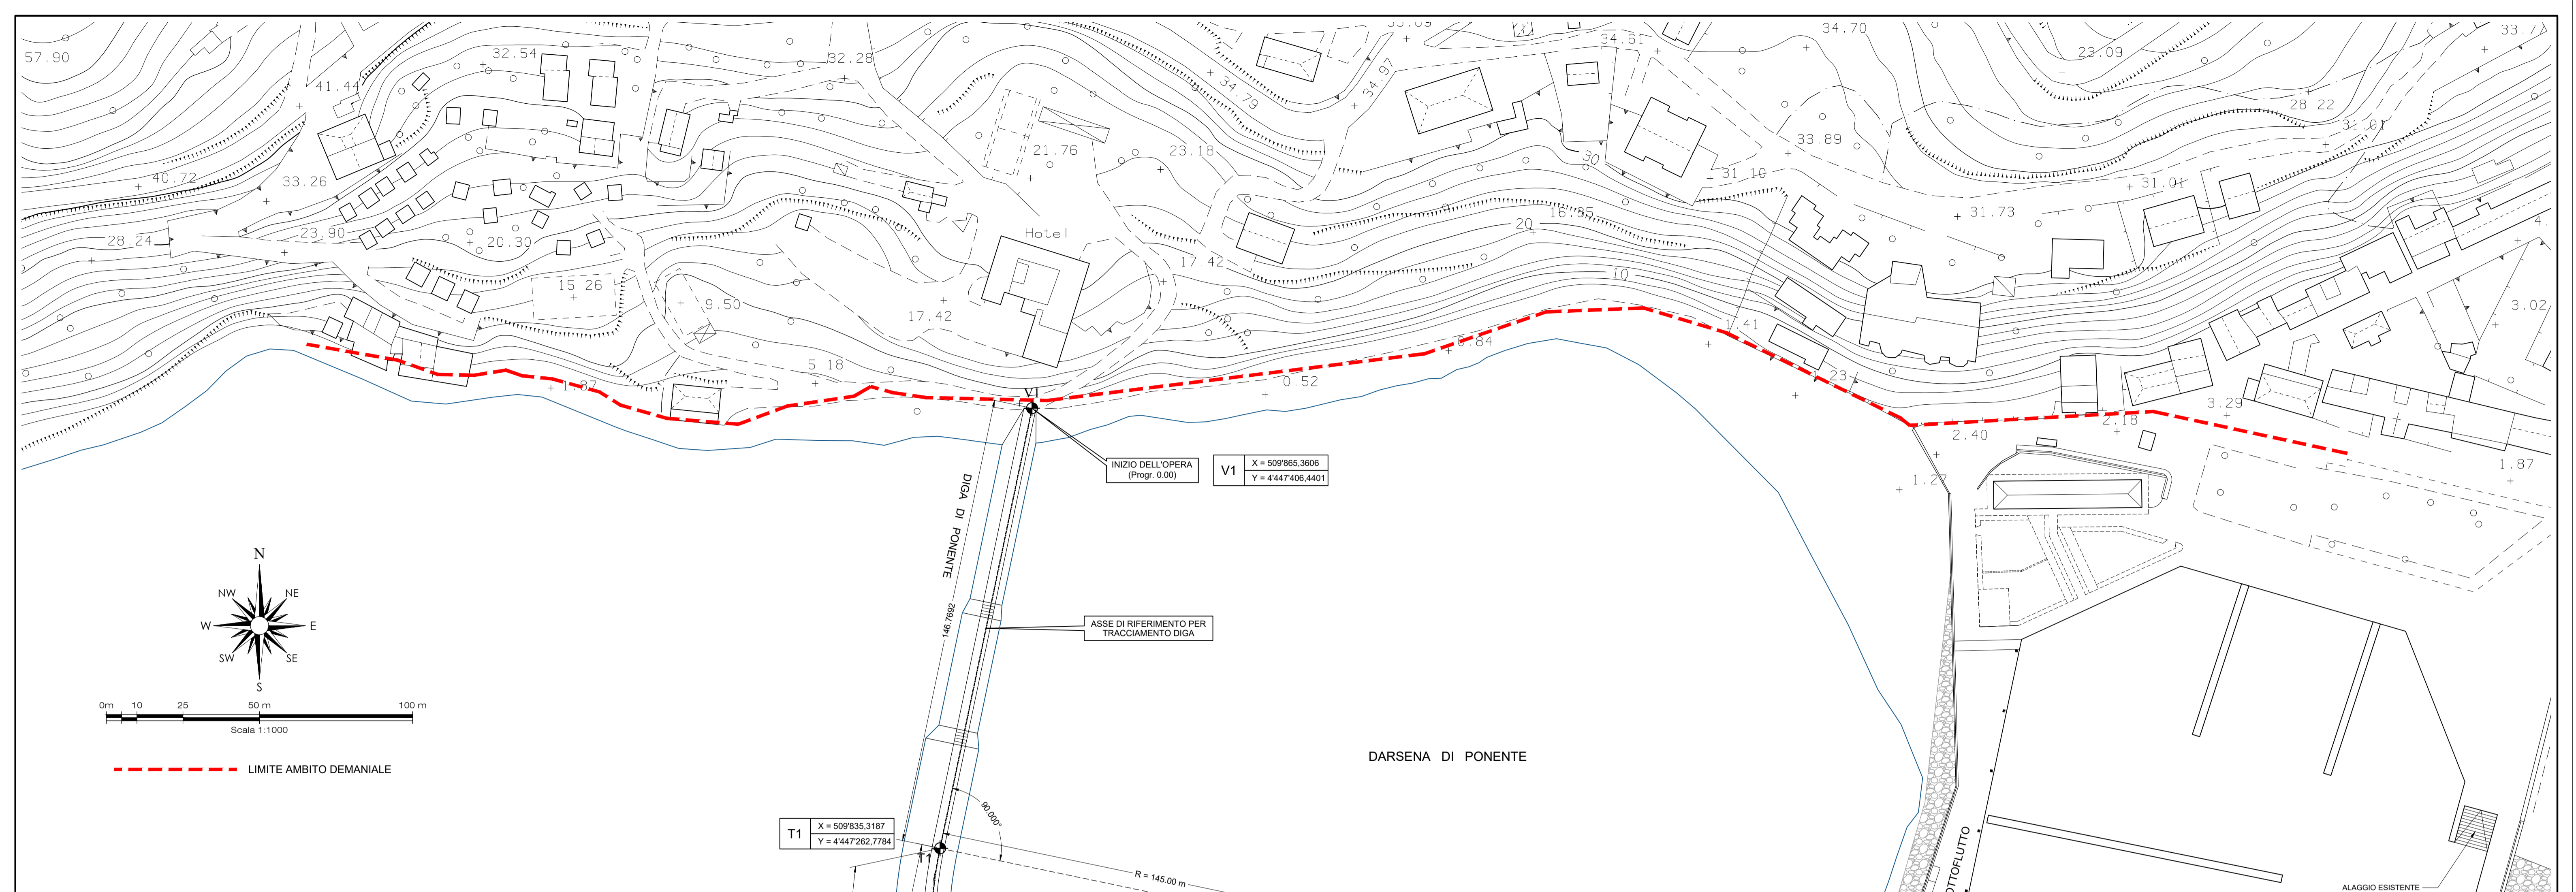 57.90
41.44
32.54
32.28
34.79
34.97
34.61
34.70
23.09
33.77
28.22
31.01
40.72
33.26
21.76
23.18
30
33.89
31.10
31.01
28.24
23.90
20.30
Hotel
16.85
20
31.73
15.26
9.50
17.42
17.42
10
3.02
5.18
1.87
0.52
0.84
1.41
1.23
2.40
2.18
3.29
1.87
1.27
V1
DIGA DI PONENTE
146.7692
INIZIO DELL'OPERA
(Progr. 0.00)
V1
X = 509'865,3606
Y = 4'447'406,4401
ASSE DI RIFERIMENTO PER
TRACCIAMENTO DIGA
N
NW
NE
W
E
SW
SE
S
0m 10 25 50 m 100 m
Scala 1:1000
LIMITE AMBITO DEMANIALE
DARSENA DI PONENTE
90.000°
T1
X = 509'835,3187
Y = 4'447'262,7784
T1
R = 145.00 m
OTTOFLUTTO
ALAGGIO ESISTENTE